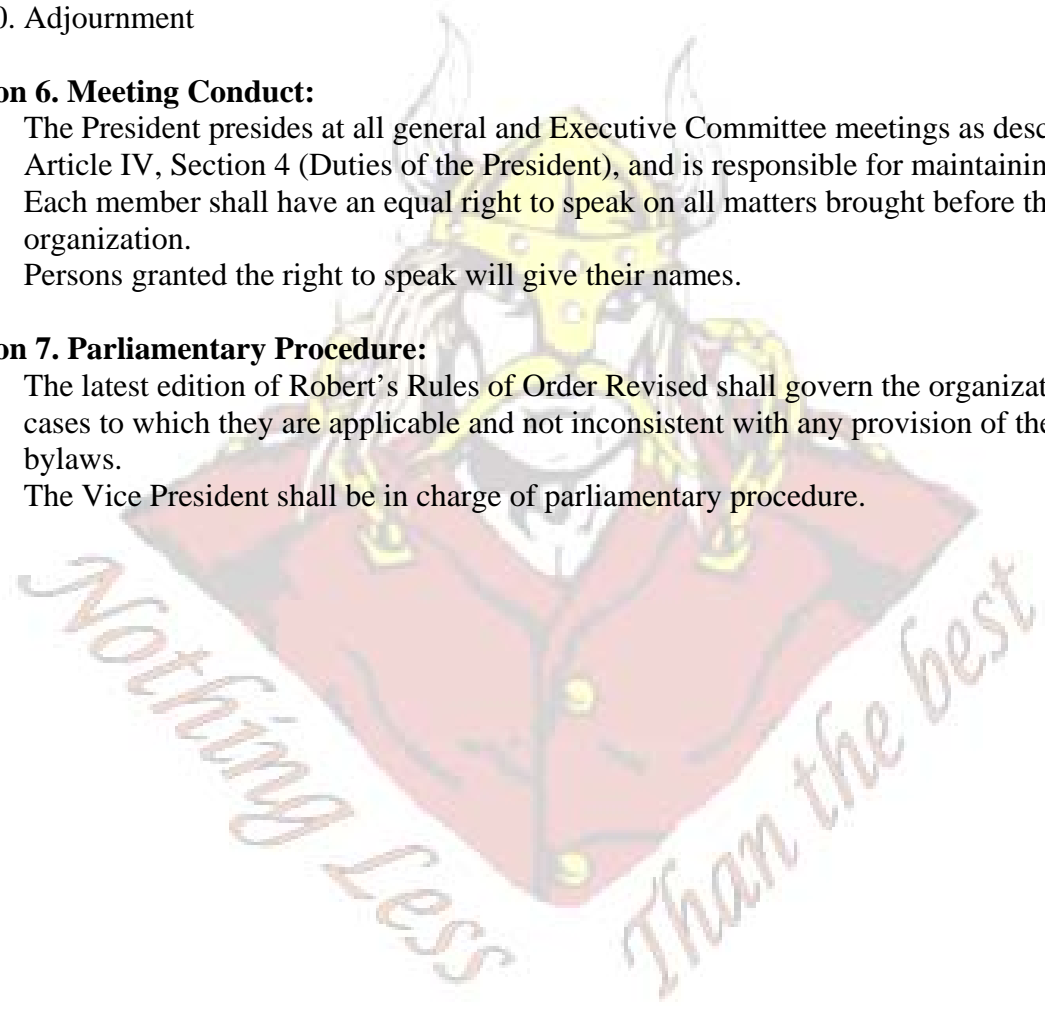 0. Adjournment
on 6. Meeting Conduct:
The President presides at all general and Executive Committee meetings as desc
Article IV, Section 4 (Duties of the President), and is responsible for maintainin
Each member shall have an equal right to speak on all matters brought before th
organization.
Persons granted the right to speak will give their names.
on 7. Parliamentary Procedure:
The latest edition of Robert’s Rules of Order Revised shall govern the organizat
cases to which they are applicable and not inconsistent with any provision of the
bylaws.
The Vice President shall be in charge of parliamentary procedure.
Nothing Less
Than the best